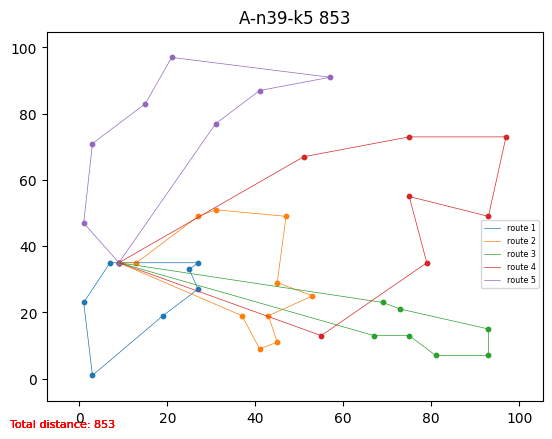 A-n39-k5 853
100
80
60
40
20
0
route 1
route 2
route 3
route 4
route 5
0 20 40 60 80 100
Total distance: 853